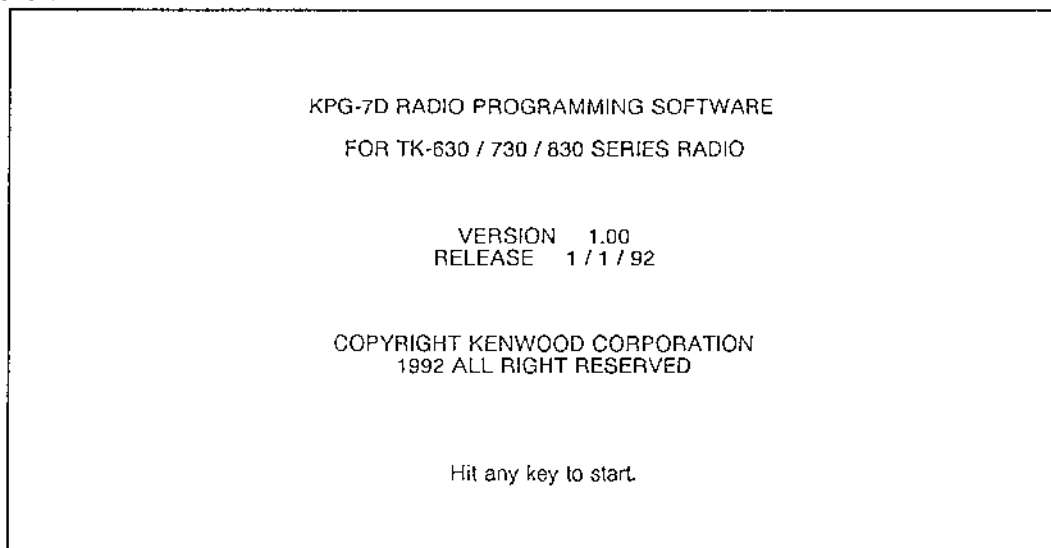 KPG-7D RADIO PROGRAMMING SOFTWARE
FOR TK-630 / 730 / 830 SERIES RADIO
VERSION 1.00
RELEASE 1 / 1 / 92
COPYRIGHT KENWOOD CORPORATION
1992 ALL RIGHT RESERVED
Hit any key to start.